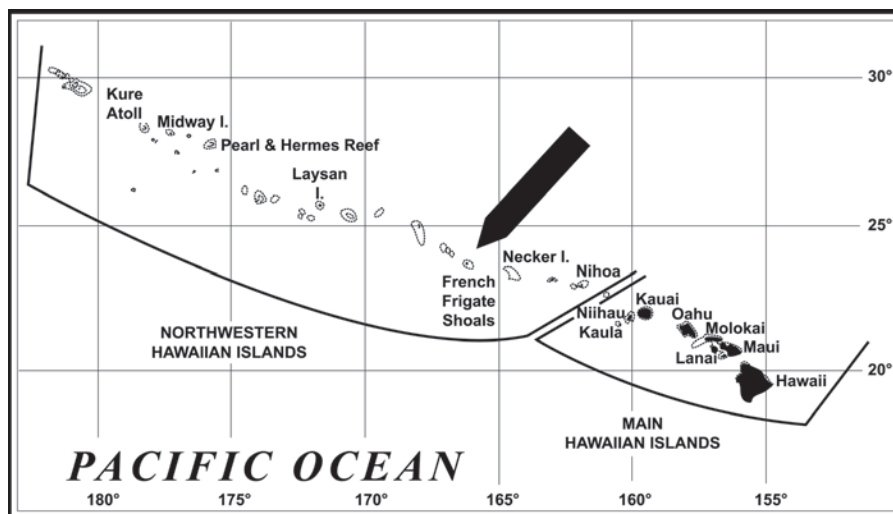 30°
Kure
Atoll
Midway I.
Pearl & Hermes Reef
Laysan
I.
25°
Necker I.
Nihoa
French
Frigate
Shoals
Niihau
Kaula
Kauai
Oahu
Molokai
Lanai
Maui
20°
Hawaii
NORTHWESTERN
HAWAIIAN ISLANDS
MAIN
HAWAIIAN ISLANDS
PACIFIC OCEAN
180° 175° 170° 165° 160° 155°